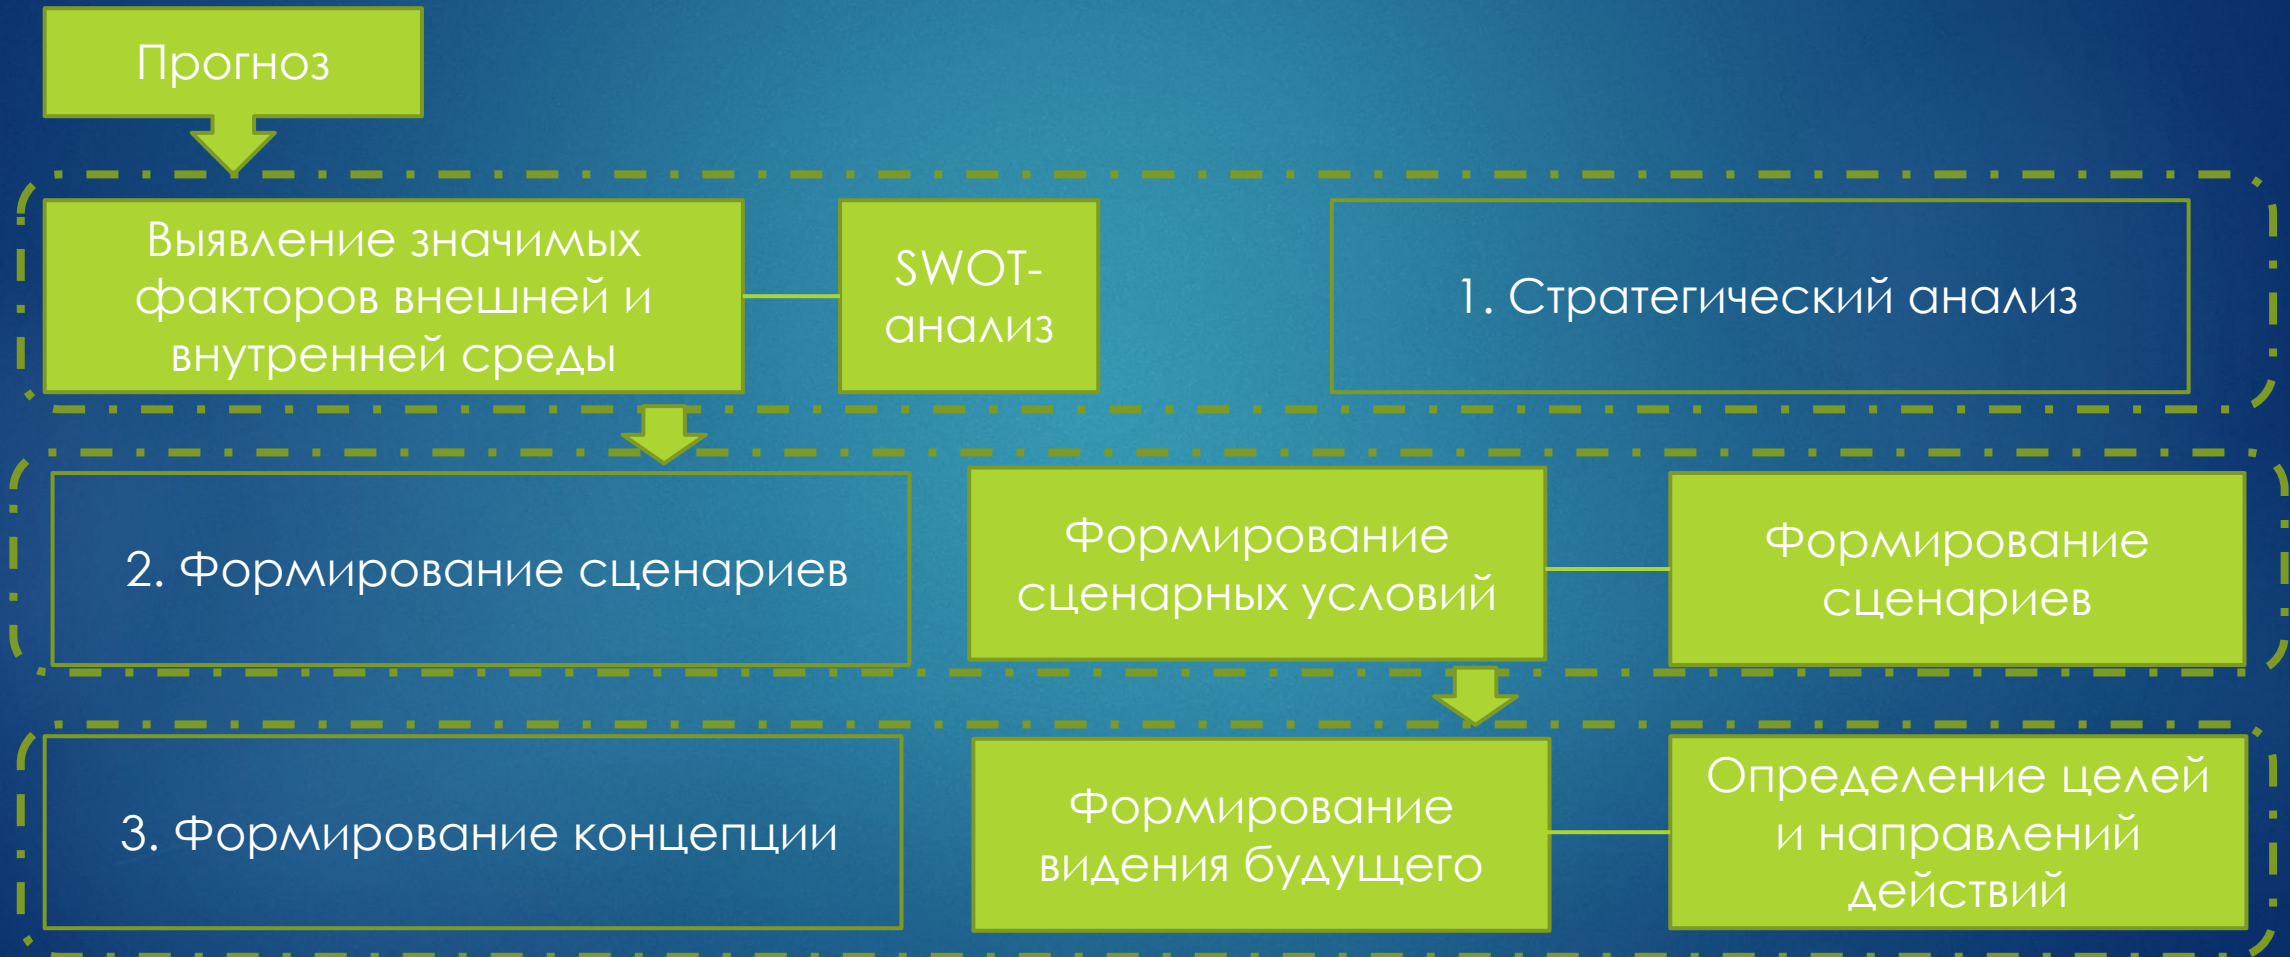 Прогноз
Выявление значимых
факторов внешней и
внутренней среды
SWOT-
анализ
1. Стратегический анализ
2. Формирование сценариев
Формирование
сценарных условий
Формирование
сценариев
3. Формирование концепции
Формирование
видения будущего
Определение целей
и направлений
действий